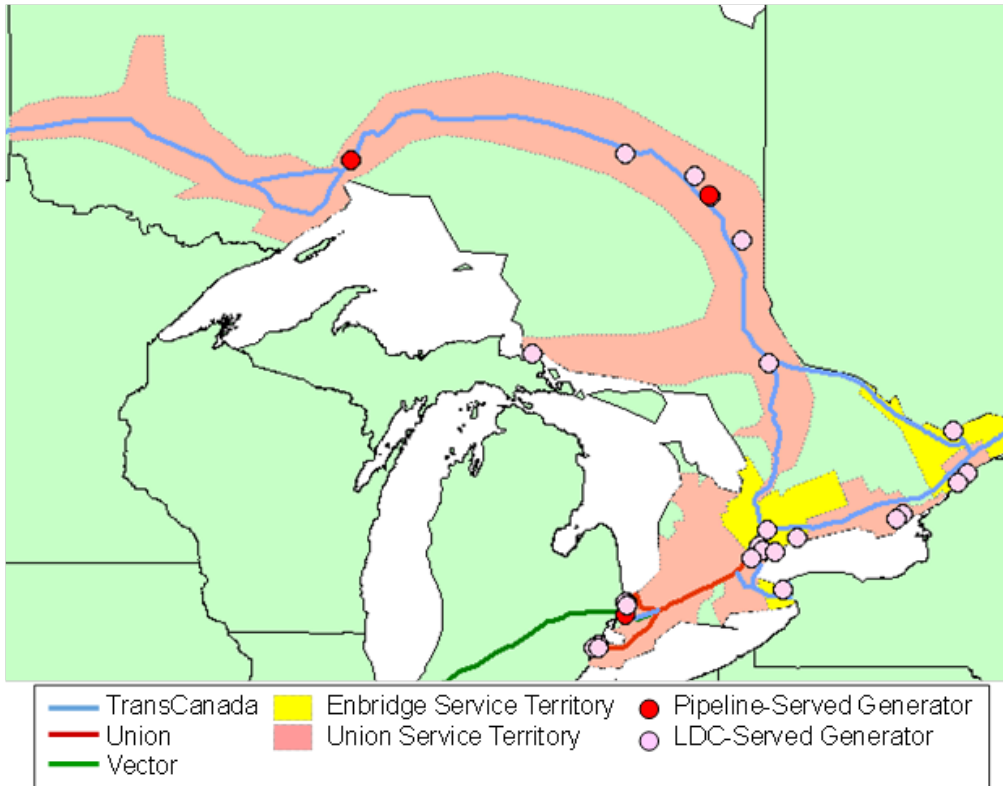 TransCanada
Union
Vector
Enbridge Service Territory
Union Service Territory
Pipeline-Served Generator
LDC-Served Generator